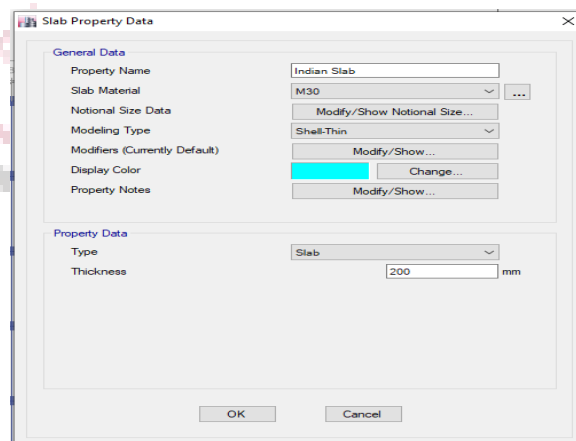 Slab Property Data
General Data
Property Name Indian Slab
Slab Material M30 ...
Notional Size Data Modify/Show Notional Size...
Modeling Type Shell-Thin
Modifiers (Currently Default) Modify/Show...
Display Color Change...
Property Notes Modify/Show...
Property Data
Type Slab
Thickness 200 mm
OK Cancel